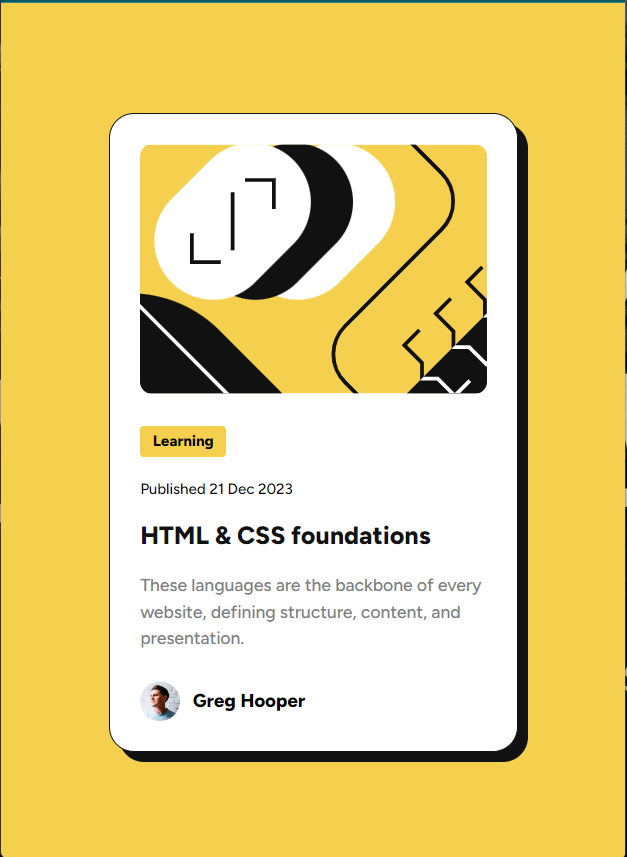 Learning
Published 21 Dec 2023
HTML & CSS foundations
These languages are the backbone of every
website, defining structure, content, and
presentation.
Greg Hooper